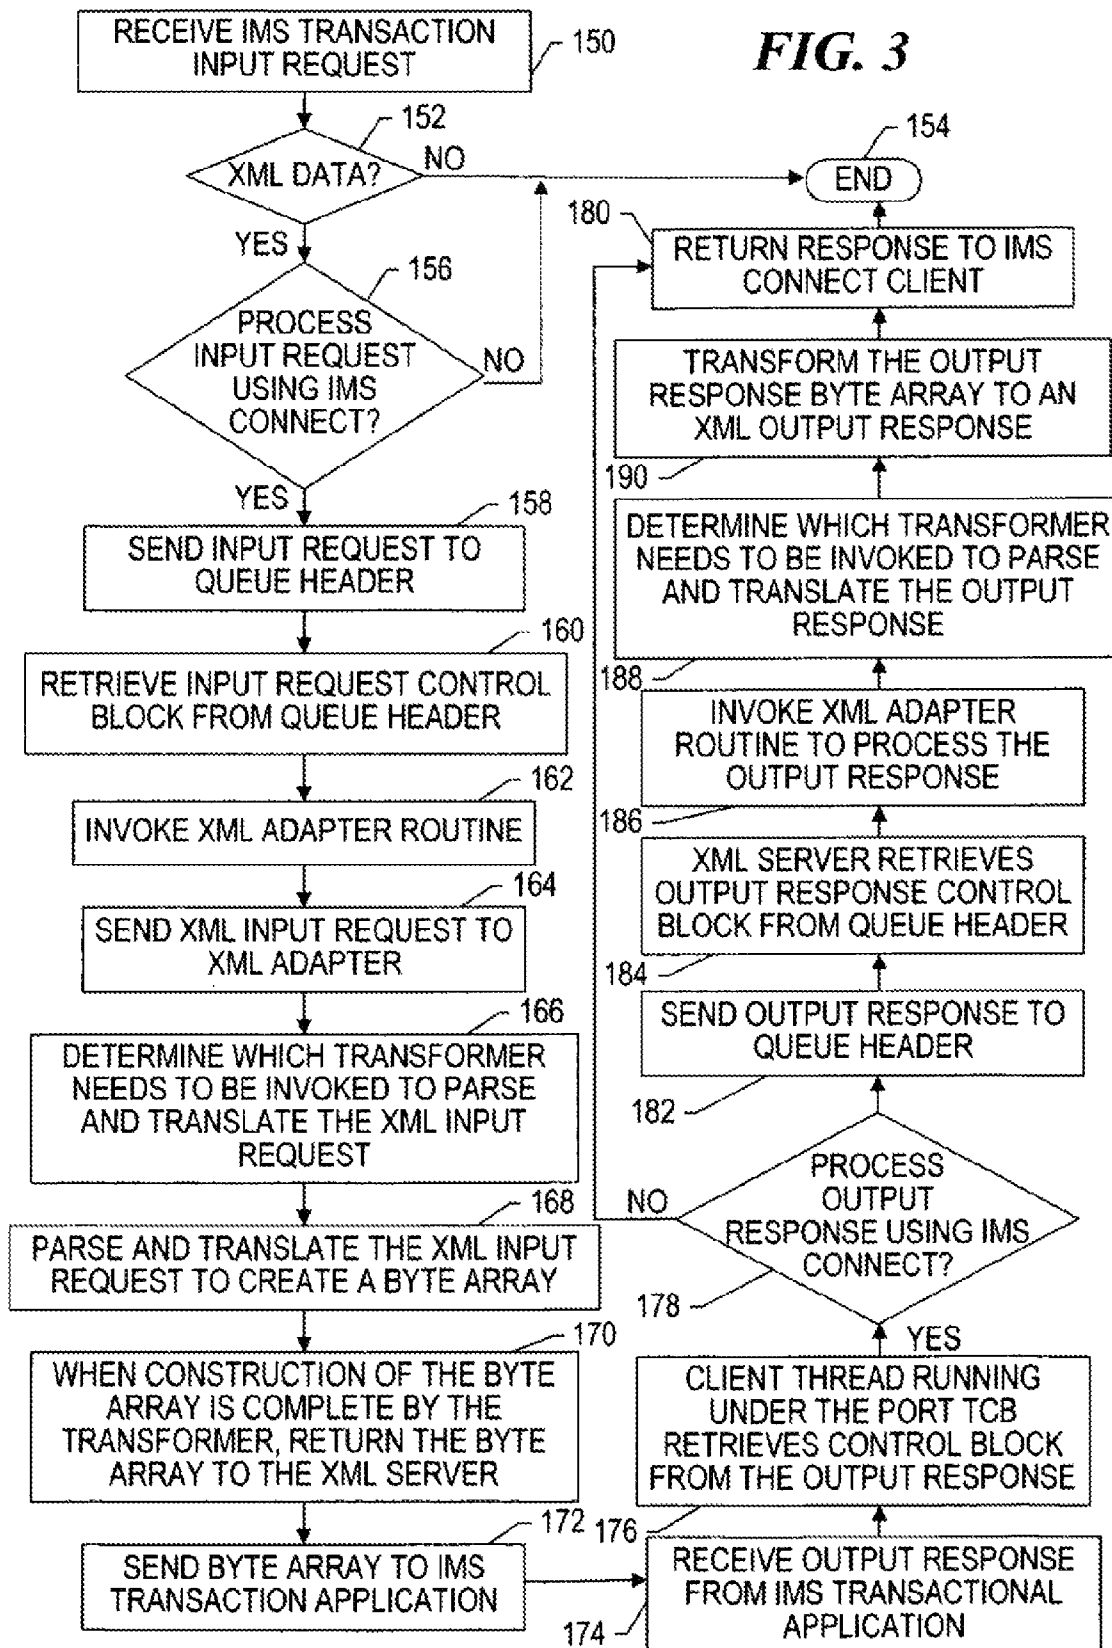 FIG. 3
RECEIVE IMS TRANSACTION
INPUT REQUEST
150
152
XML DATA?
NO
154
END
YES
156
PROCESS
INPUT REQUEST
USING IMS
CONNECT?
NO
YES
158
SEND INPUT REQUEST TO
QUEUE HEADER
160
RETRIEVE INPUT REQUEST CONTROL
BLOCK FROM QUEUE HEADER
162
INVOKE XML ADAPTER ROUTINE
164
SEND XML INPUT REQUEST TO
XML ADAPTER
166
DETERMINE WHICH TRANSFORMER
NEEDS TO BE INVOKED TO PARSE
AND TRANSLATE THE XML INPUT
REQUEST
168
PARSE AND TRANSLATE THE XML INPUT
REQUEST TO CREATE A BYTE ARRAY
170
WHEN CONSTRUCTION OF THE BYTE
ARRAY IS COMPLETE BY THE
TRANSFORMER, RETURN THE BYTE
ARRAY TO THE XML SERVER
172
SEND BYTE ARRAY TO IMS
TRANSACTION APPLICATION
180
RETURN RESPONSE TO IMS
CONNECT CLIENT
TRANSFORM THE OUTPUT
RESPONSE BYTE ARRAY TO AN
XML OUTPUT RESPONSE
190
DETERMINE WHICH TRANSFORMER
NEEDS TO BE INVOKED TO PARSE
AND TRANSLATE THE OUTPUT
RESPONSE
188
INVOKE XML ADAPTER
ROUTINE TO PROCESS THE
OUTPUT RESPONSE
186
XML SERVER RETRIEVES
OUTPUT RESPONSE CONTROL
BLOCK FROM QUEUE HEADER
184
SEND OUTPUT RESPONSE TO
QUEUE HEADER
182
NO
PROCESS
OUTPUT
RESPONSE USING IMS
CONNECT?
178
YES
CLIENT THREAD RUNNING
UNDER THE PORT TCB
RETRIEVES CONTROL BLOCK
FROM THE OUTPUT RESPONSE
176
RECEIVE OUTPUT RESPONSE
FROM IMS TRANSACTIONAL
APPLICATION
174